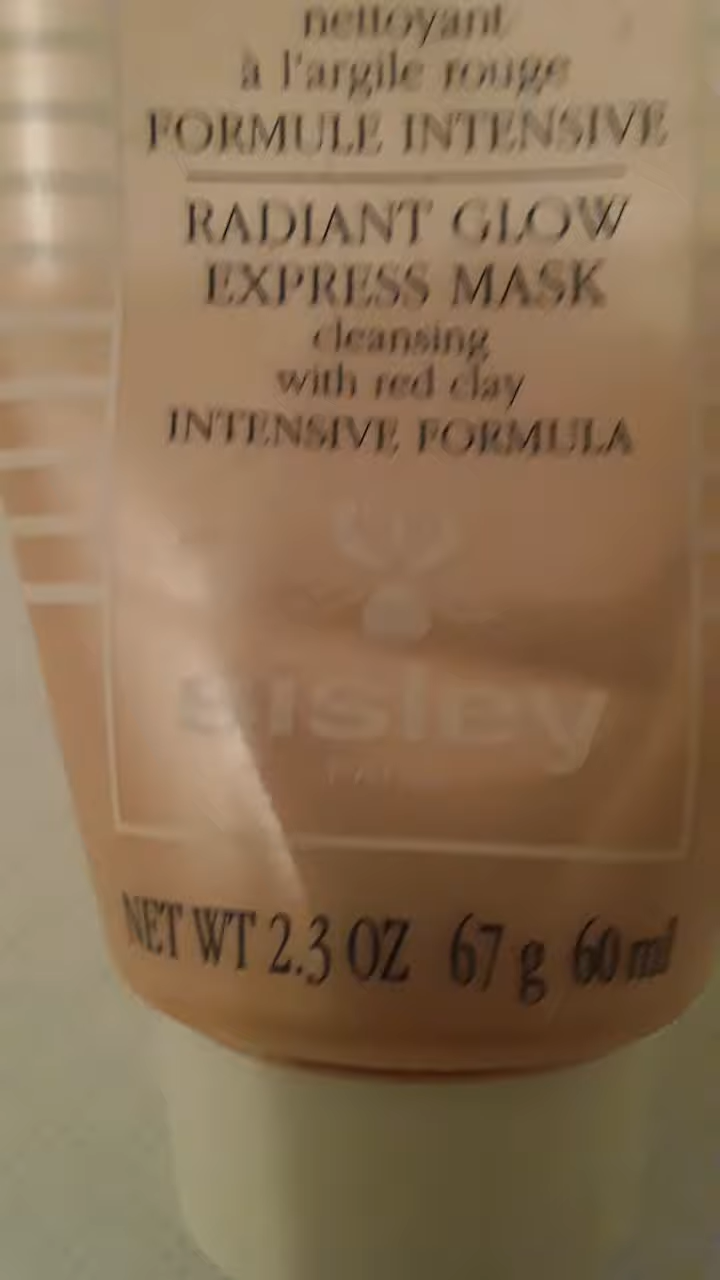 nettoyant
à l'argile rouge
FORMULE INTENSIVE
RADIANT GLOW
EXPRESS MASK
cleansing
with red clay
INTENSIVE FORMULA
sisley
PARIS
NET WT 2.3 OZ 67 g 60 ml